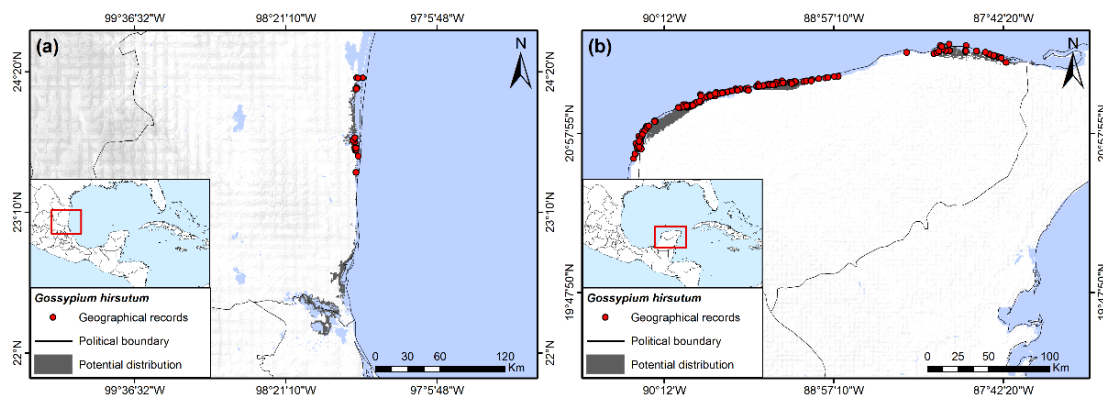 99°36'32"W 98°21'10"W 97°5'48"W
(a)
N
24°20'N
24°20'N
23°10'N
23°10'N
22°N
22°N
Gossypium hirsutum
Geographical records
Political boundary
Potential distribution
0 30 60 120
Km
99°36'32"W 98°21'10"W 97°5'48"W
90°12'W 88°57'10"W 87°42'20"W
(b)
N
20°57'55"N
20°57'55"N
19°47'50"N
19°47'50"N
Gossypium hirsutum
Geographical records
Political boundary
Potential distribution
0 25 50 100
Km
90°12'W 88°57'10"W 87°42'20"W